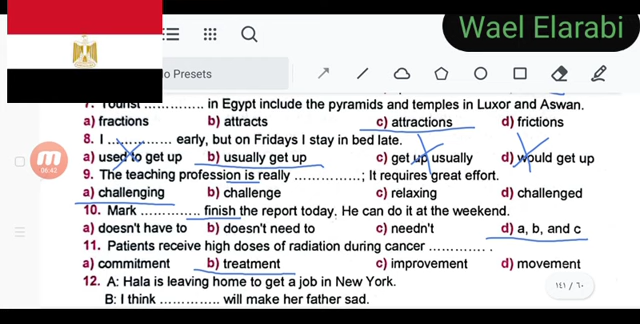 Wael Elarabi
o Presets
7. Tourist .............. in Egypt include the pyramids and temples in Luxor and Aswan.
a) fractions b) attracts c) attractions d) frictions
8. I .................. early, but on Fridays I stay in bed late.
a) used to get up b) usually get up c) get up usually d) would get up
9. The teaching profession is really ..............; It requires great effort.
a) challenging b) challenge c) relaxing d) challenged
10. Mark .............. finish the report today. He can do it at the weekend.
a) doesn't have to b) doesn't need to c) needn't d) a, b, and c
11. Patients receive high doses of radiation during cancer .............. .
a) commitment b) treatment c) improvement d) movement
12. A: Hala is leaving home to get a job in New York.
B: I think .............. will make her father sad.
06:42
١٤١ / ٦٠